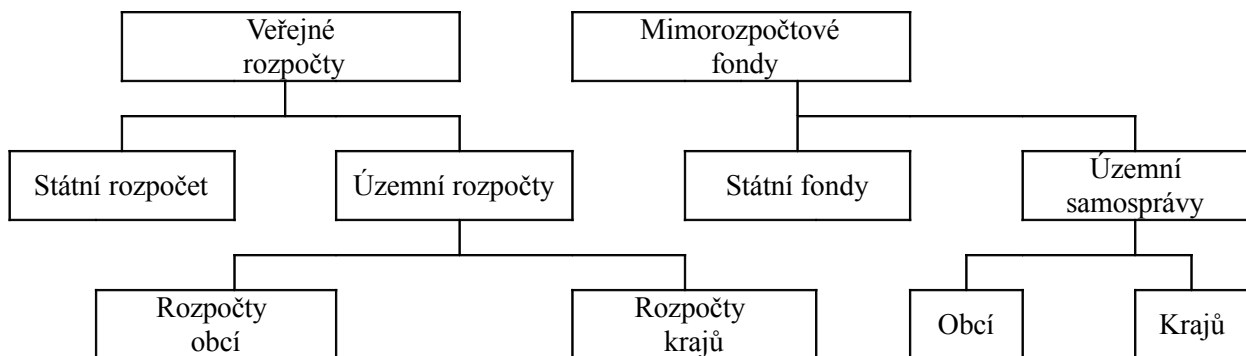 Veřejné
rozpočty
Mimorozpočtové
fondy
Státní rozpočet
Územní rozpočty
Státní fondy
Územní
samosprávy
Rozpočty
obcí
Rozpočty
krajů
Obcí
Krajů